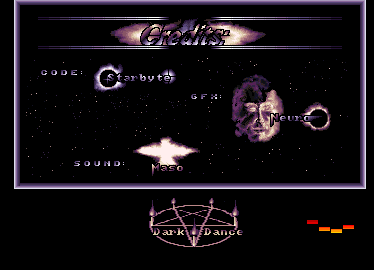 Credits:
CODE: Starbyte
GFX: Neuro
SOUND: Maso
Dark Dance